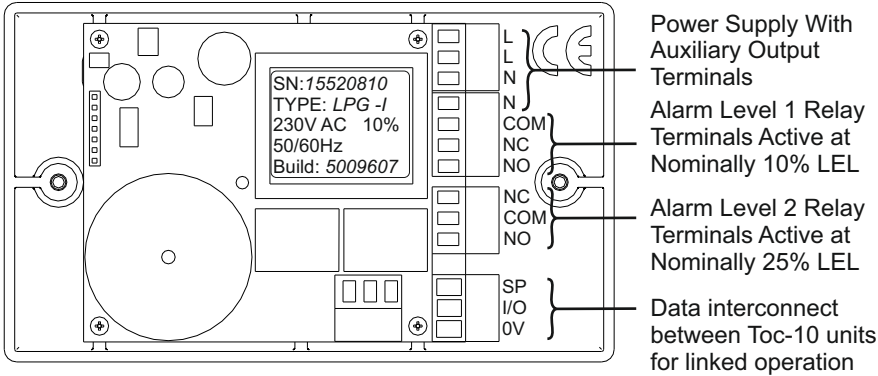 SN:15520810
TYPE: LPG -I
230V AC 10%
50/60Hz
Build: 5009607
L
L
N
N
COM
NC
NO
NC
COM
NO
SP
I/O
0V
CE
Power Supply With
Auxiliary Output
Terminals
Alarm Level 1 Relay
Terminals Active at
Nominally 10% LEL
Alarm Level 2 Relay
Terminals Active at
Nominally 25% LEL
Data interconnect
between Toc-10 units
for linked operation